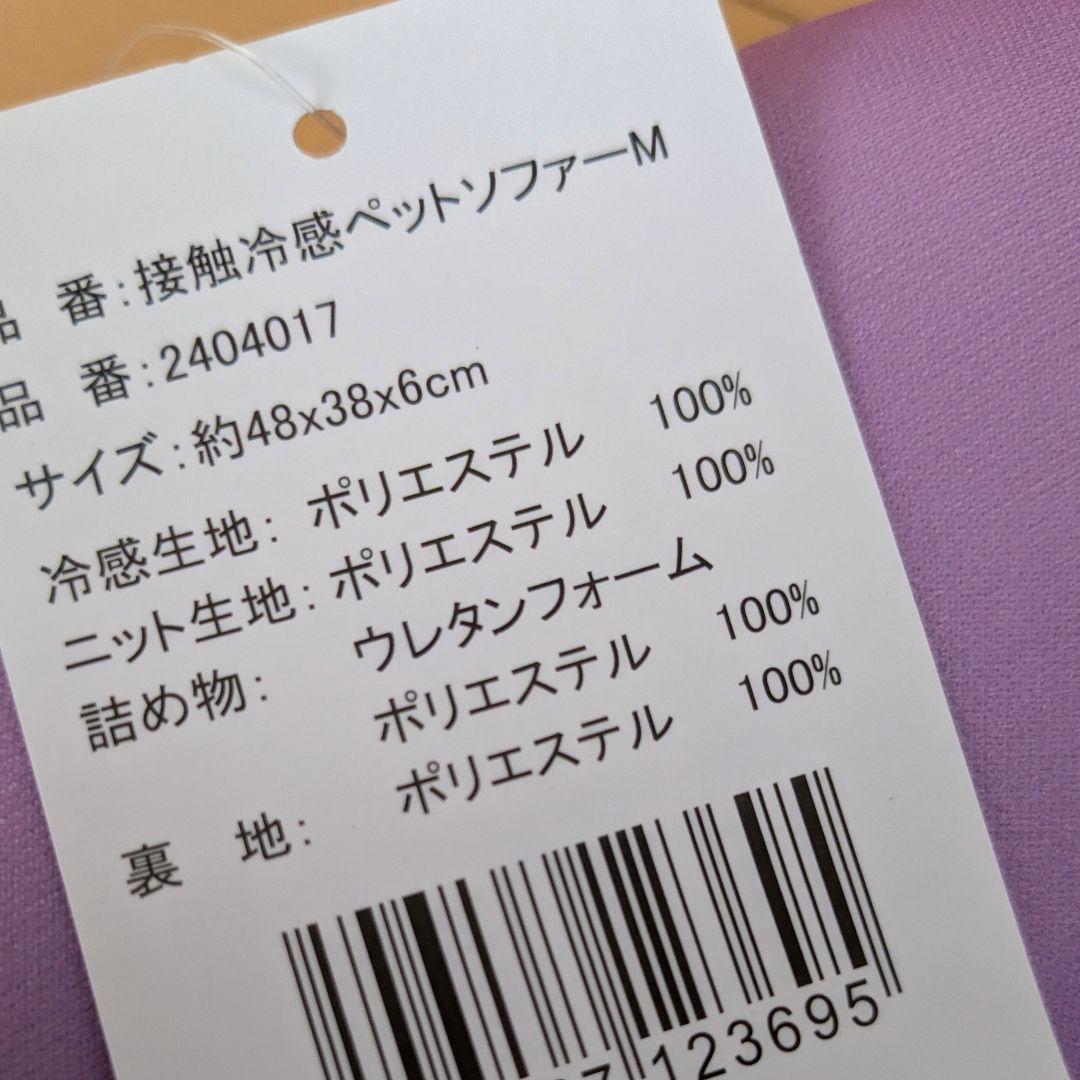 品 番:接触冷感ペットソファーM
品 番:2404017
サイズ:約48x38x6cm
冷感生地: ポリエステル 100%
ニット生地:ポリエステル 100%
詰め物: ウレタンフォーム
ポリエステル 100%
裏 地: ポリエステル 100%
7 123695